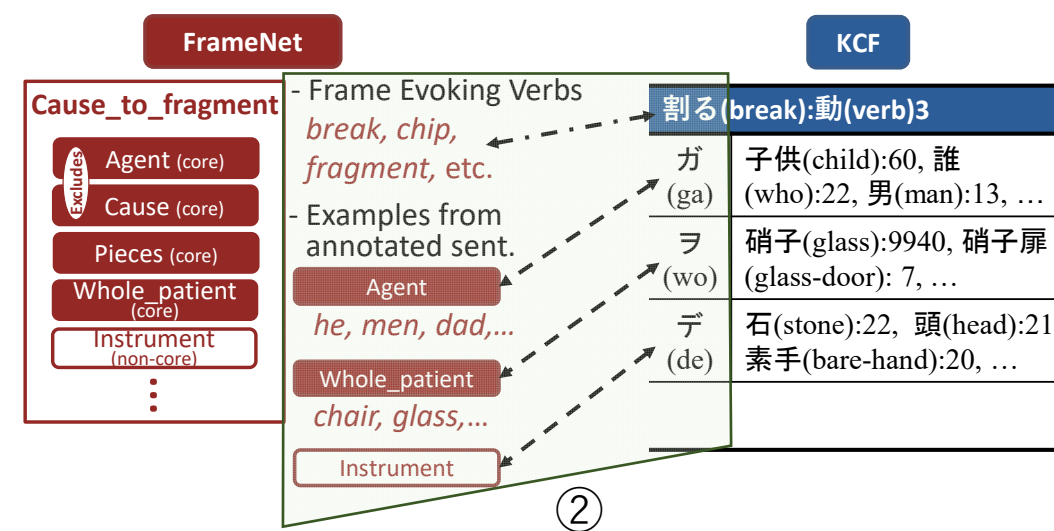 FrameNet
KCF
Cause_to_fragment
Agent (core)
Excludes
Cause (core)
Pieces (core)
Whole_patient
(core)
Instrument
(non-core)
- Frame Evoking Verbs
break, chip,
fragment, etc.
- Examples from
annotated sent.
Agent
he, men, dad,...
Whole_patient
chair, glass,...
Instrument
②
割る(break):動(verb)3
ガ
(ga)
子供(child):60, 誰
(who):22, 男(man):13, …
ヲ
(wo)
硝子(glass):9940, 硝子扉
(glass-door): 7, …
デ
(de)
石(stone):22, 頭(head):21
素手(bare-hand):20, …